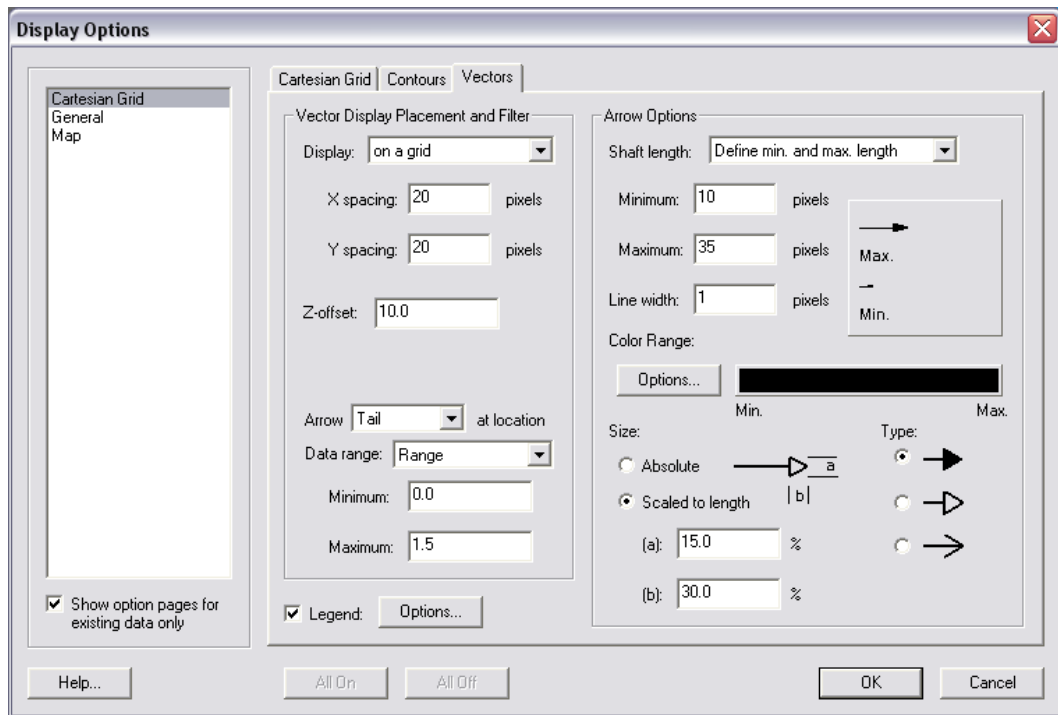 Display Options
Cartesian Grid
General
Map
Show option pages for
existing data only
Cartesian Grid
Contours
Vectors
Vector Display Placement and Filter
Display: on a grid
X spacing: 20 pixels
Y spacing: 20 pixels
Z-offset: 10.0
Arrow Tail at location
Data range: Range
Minimum: 0.0
Maximum: 1.5
Legend: Options...
Arrow Options
Shaft length: Define min. and max. length
Minimum: 10 pixels
Maximum: 35 pixels
Line width: 1 pixels
Max.
Min.
Color Range:
Options...
Min. Max.
Size:
Absolute
a
|b|
Scaled to length
(a): 15.0 %
(b): 30.0 %
Type:
Help...
All On
All Off
OK
Cancel